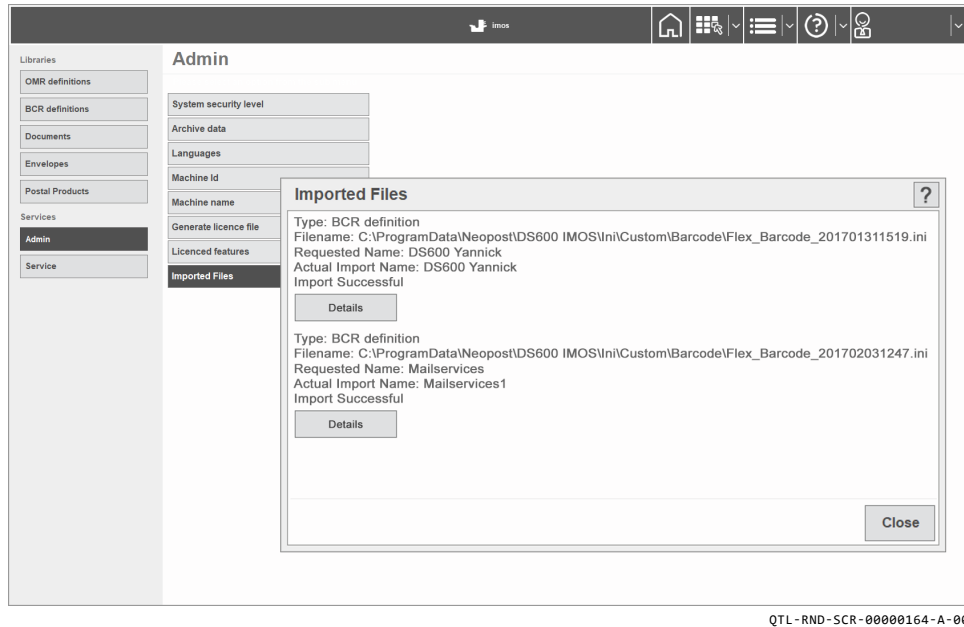 imos
Libraries
OMR definitions
BCR definitions
Documents
Envelopes
Postal Products
Services
Admin
Service
Admin
System security level
Archive data
Languages
Machine Id
Machine name
Generate licence file
Licenced features
Imported Files
Imported Files
?
Type: BCR definition
Filename: C:\ProgramData\Neopost\DS600 IMOS\Ini\Custom\Barcode\Flex_Barcode_201701311519.ini
Requested Name: DS600 Yannick
Actual Import Name: DS600 Yannick
Import Successful
Details
Type: BCR definition
Filename: C:\ProgramData\Neopost\DS600 IMOS\Ini\Custom\Barcode\Flex_Barcode_201702031247.ini
Requested Name: Mailservices
Actual Import Name: Mailservices1
Import Successful
Details
Close
QTL-RND-SCR-00000164-A-00